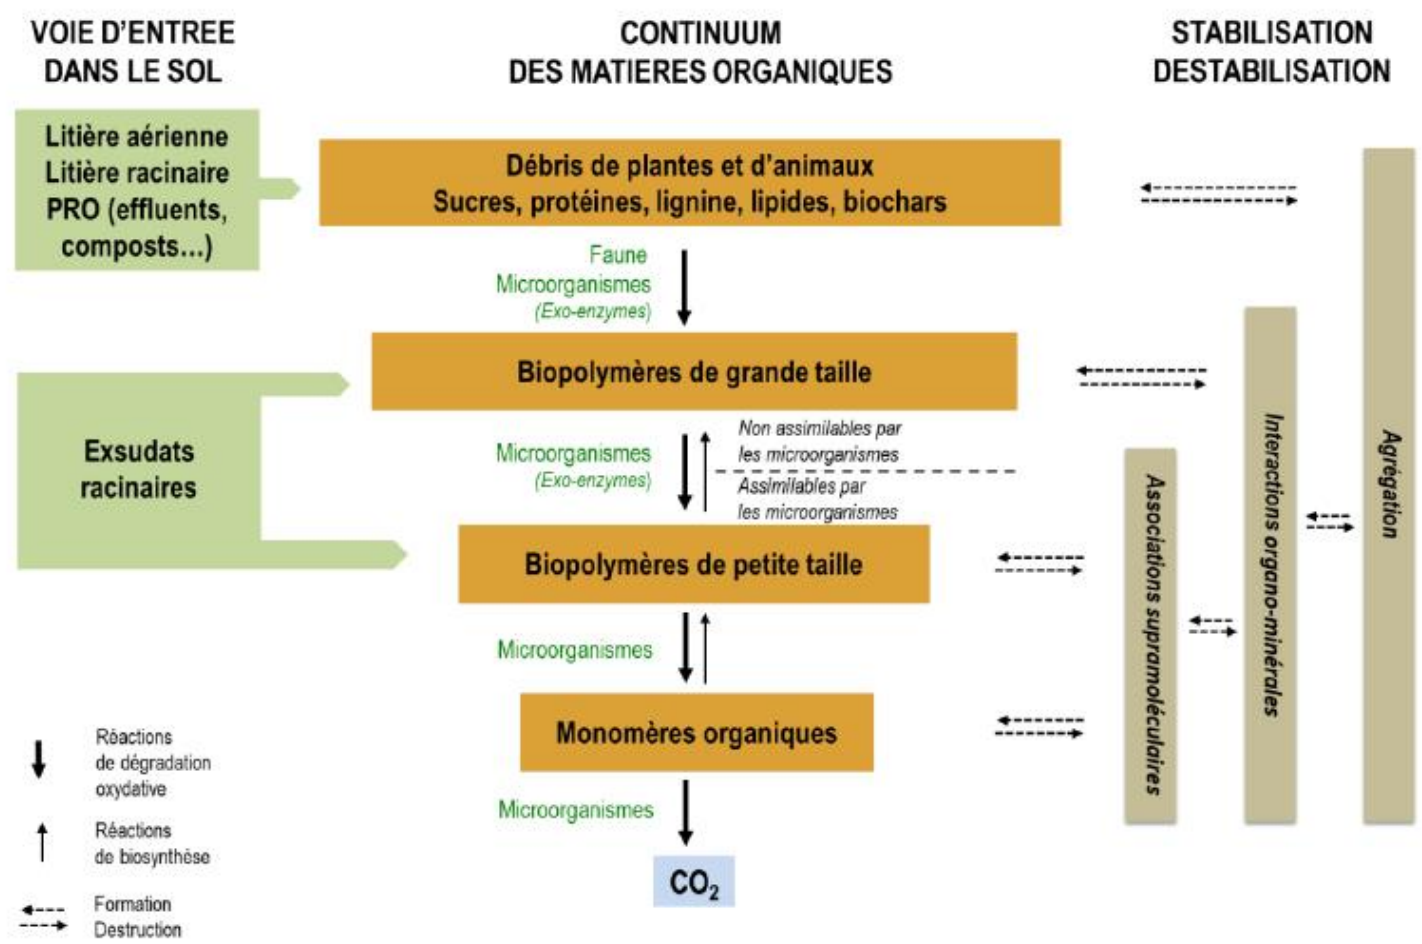 VOIE D'ENTREE
DANS LE SOL
CONTINUUM
DES MATIERES ORGANIQUES
STABILISATION
DESTABILISATION
Litière aérienne
Litière racinaire
PRO (effluents,
composts...)
Débris de plantes et d'animaux
Sucres, protéines, lignine, lipides, biochars
Faune
Microorganismes
(Exo-enzymes)
Biopolymères de grande taille
Exsudats
racinaires
Microorganismes
(Exo-enzymes)
Non assimilables par
les microorganismes
Assimilables par
les microorganismes
Biopolymères de petite taille
Microorganismes
Monomères organiques
Microorganismes
CO₂
Associations supramoléculaires
Interactions organo-minérales
Agrégation
Réactions
de dégradation
oxydative
Réactions
de biosynthèse
Formation
Destruction